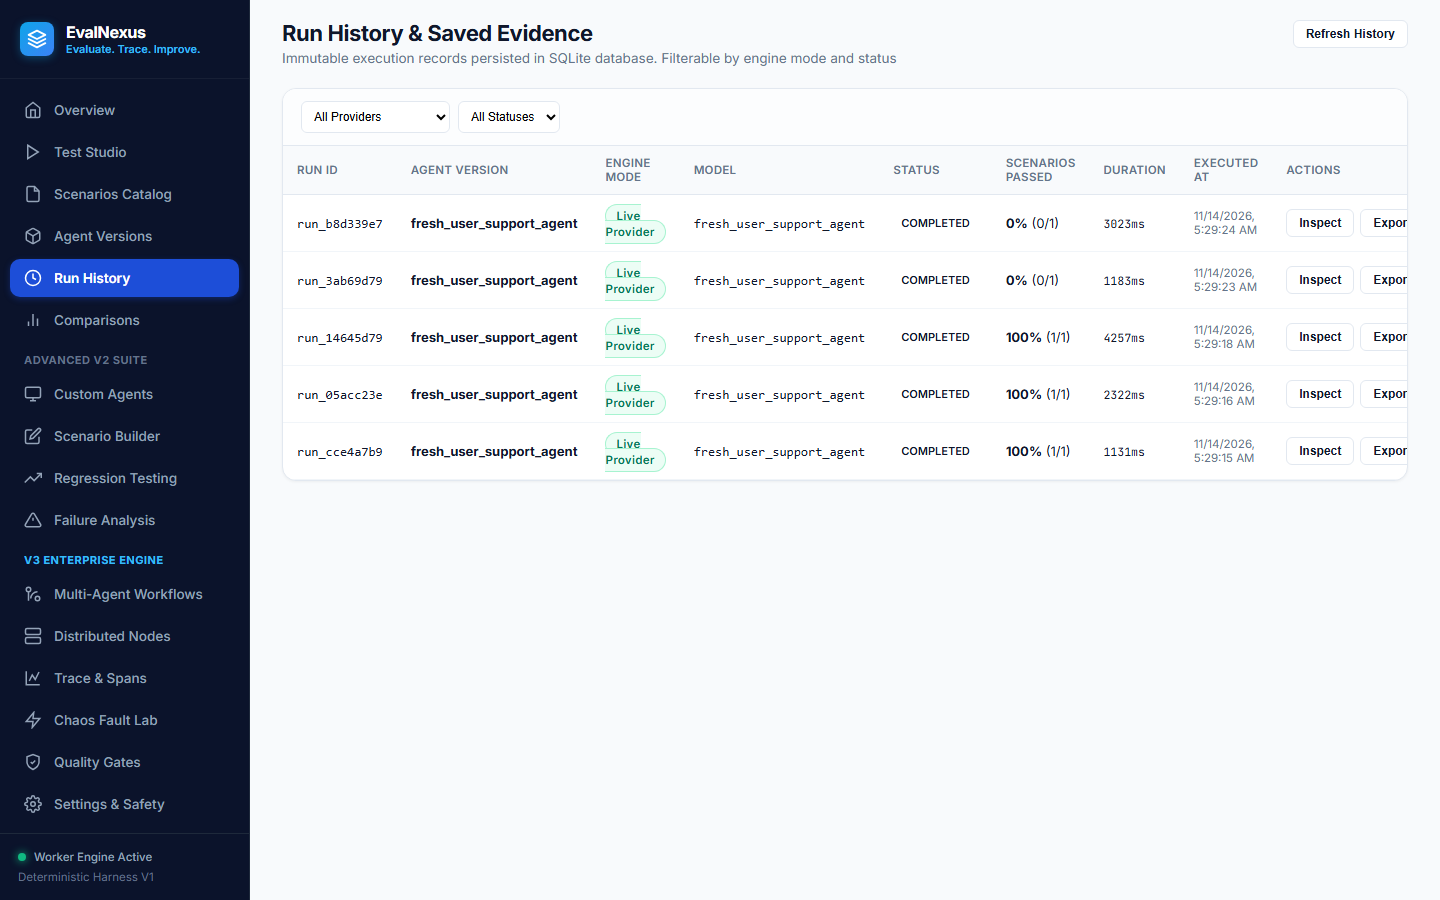 EvalNexus
Evaluate. Trace. Improve.
Overview
Test Studio
Scenarios Catalog
Agent Versions
Run History
Comparisons
ADVANCED V2 SUITE
Custom Agents
Scenario Builder
Regression Testing
Failure Analysis
V3 ENTERPRISE ENGINE
Multi-Agent Workflows
Distributed Nodes
Trace & Spans
Chaos Fault Lab
Quality Gates
Settings & Safety
Worker Engine Active
Deterministic Harness V1
Run History & Saved Evidence
Immutable execution records persisted in SQLite database. Filterable by engine mode and status
Refresh History
All Providers All Statuses
RUN ID AGENT VERSION ENGINE MODE MODEL STATUS SCENARIOS PASSED DURATION EXECUTED AT ACTIONS
run_b8d339e7 fresh_user_support_agent Live Provider fresh_user_support_agent COMPLETED 0% (0/1) 3023ms 11/14/2026, 5:29:24 AM Inspect Expor
run_3ab69d79 fresh_user_support_agent Live Provider fresh_user_support_agent COMPLETED 0% (0/1) 1183ms 11/14/2026, 5:29:23 AM Inspect Expor
run_14645d79 fresh_user_support_agent Live Provider fresh_user_support_agent COMPLETED 100% (1/1) 4257ms 11/14/2026, 5:29:18 AM Inspect Expor
run_05acc23e fresh_user_support_agent Live Provider fresh_user_support_agent COMPLETED 100% (1/1) 2322ms 11/14/2026, 5:29:16 AM Inspect Expor
run_cce4a7b9 fresh_user_support_agent Live Provider fresh_user_support_agent COMPLETED 100% (1/1) 1131ms 11/14/2026, 5:29:15 AM Inspect Expor